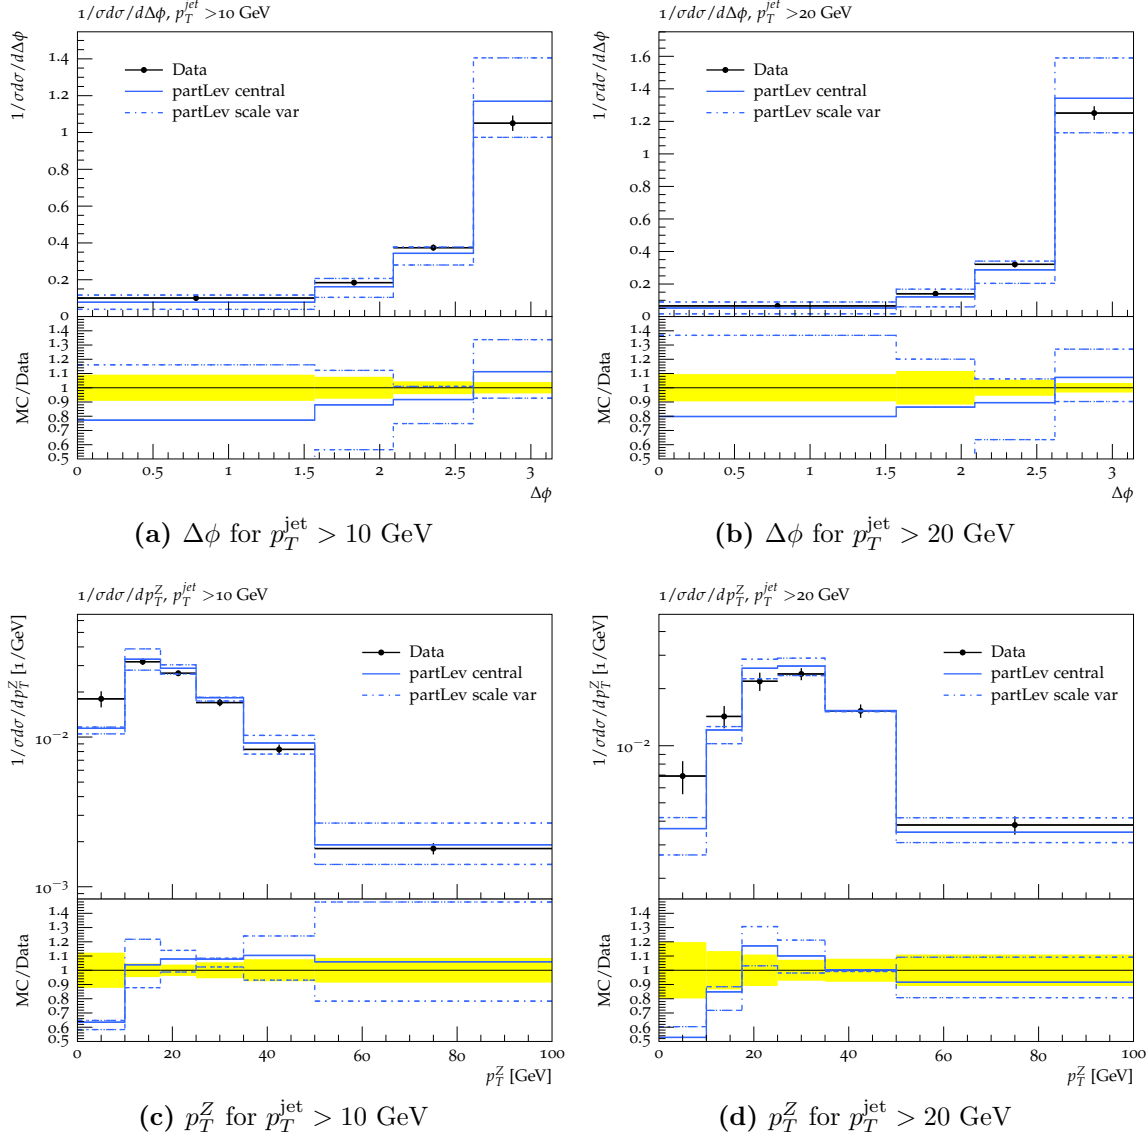 1/σdσ/dΔφ, p_T^jet >10 GeV
1/σdσ/dΔφ
1.4
1.2
1
0.8
0.6
0.4
0.2
0
Data
partLev central
partLev scale var
MC/Data
1.4
1.3
1.2
1.1
1
0.9
0.8
0.7
0.6
0.5
0 0.5 1 1.5 2 2.5 3
Δφ
(a) Δφ for p_T^jet > 10 GeV
1/σdσ/dΔφ, p_T^jet >20 GeV
1/σdσ/dΔφ
1.6
1.4
1.2
1
0.8
0.6
0.4
0.2
0
Data
partLev central
partLev scale var
MC/Data
1.4
1.3
1.2
1.1
1
0.9
0.8
0.7
0.6
0.5
0 0.5 1 1.5 2 2.5 3
Δφ
(b) Δφ for p_T^jet > 20 GeV
1/σdσ/dp_T^Z, p_T^jet >10 GeV
1/σdσ/dp_T^Z [1/GeV]
10^−2
10^−3
Data
partLev central
partLev scale var
MC/Data
1.4
1.3
1.2
1.1
1
0.9
0.8
0.7
0.6
0.5
0 20 40 60 80 100
p_T^Z [GeV]
(c) p_T^Z for p_T^jet > 10 GeV
1/σdσ/dp_T^Z, p_T^jet >20 GeV
1/σdσ/dp_T^Z [1/GeV]
10^−2
Data
partLev central
partLev scale var
MC/Data
1.4
1.3
1.2
1.1
1
0.9
0.8
0.7
0.6
0.5
0 20 40 60 80 100
p_T^Z [GeV]
(d) p_T^Z for p_T^jet > 20 GeV